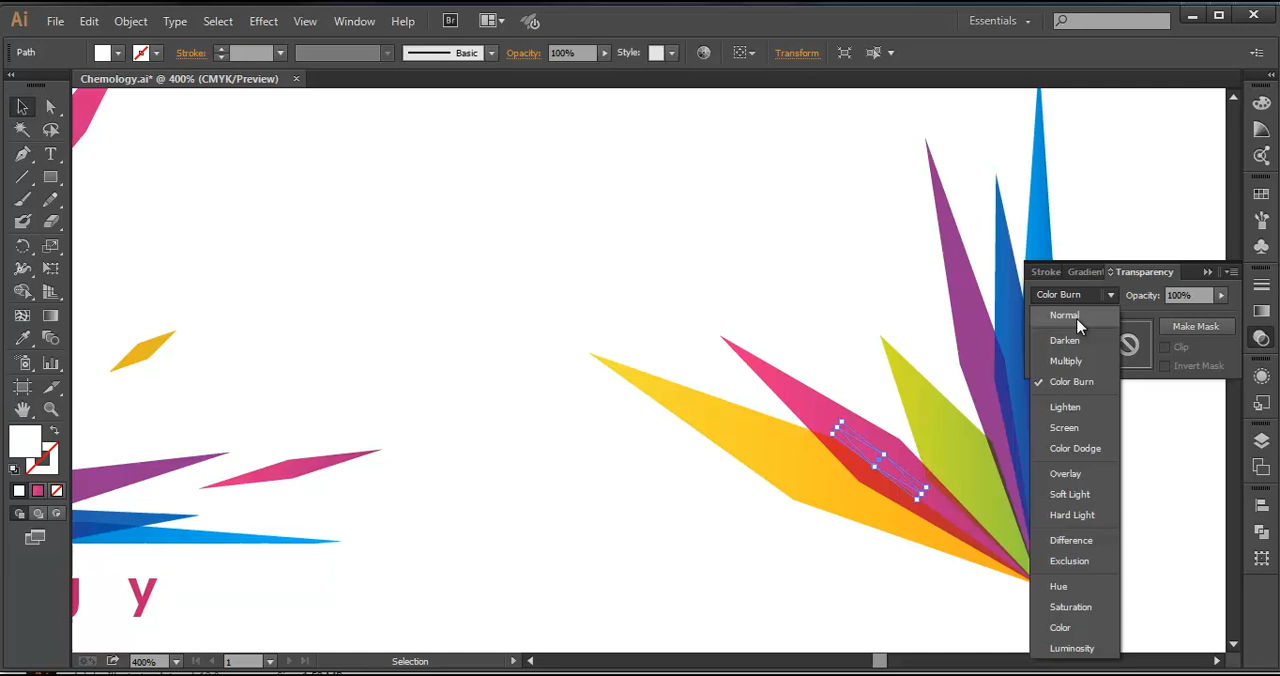 Ai File Edit Object Type Select Effect View Window Help Br Essentials
Path Stroke: Basic Opacity: 100% Style: Transform
Chemology.ai* @ 400% (CMYK/Preview) ×
T
Stroke Gradient Transparency
Color Burn Opacity: 100%
Normal
Make Mask
Darken
Clip
Multiply
Invert Mask
Color Burn
Lighten
Screen
Color Dodge
Overlay
Soft Light
Hard Light
Difference
Exclusion
Hue
Saturation
Color
Luminosity
y
400% 1 Selection